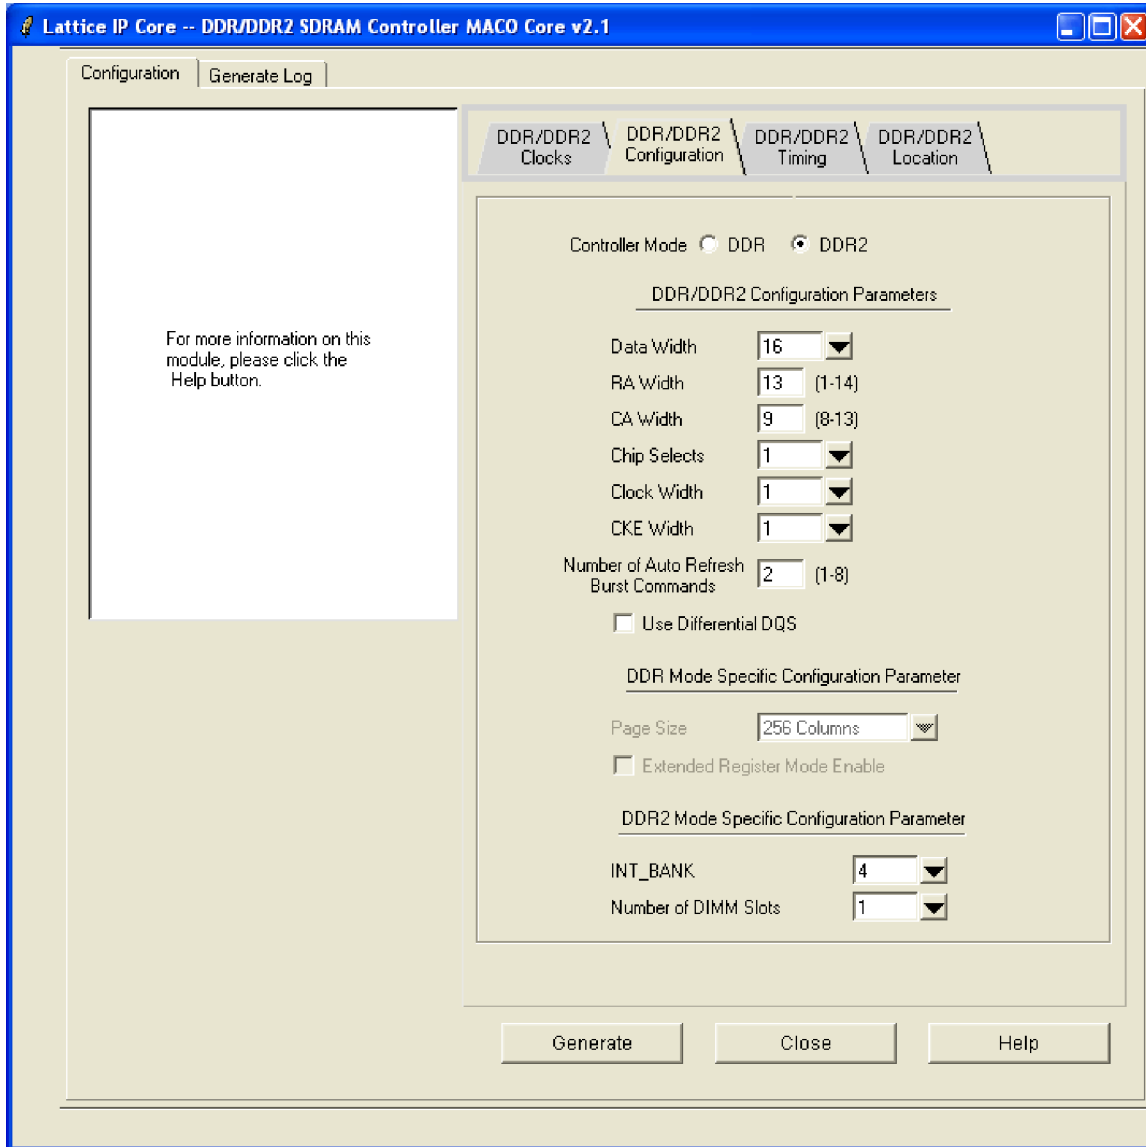 Lattice IP Core -- DDR/DDR2 SDRAM Controller MACO Core v2.1
Configuration Generate Log
For more information on this
module, please click the
Help button.
DDR/DDR2 Clocks
DDR/DDR2 Configuration
DDR/DDR2 Timing
DDR/DDR2 Location
Controller Mode DDR DDR2
DDR/DDR2 Configuration Parameters
Data Width 16
RA Width 13 (1-14)
CA Width 9 (8-13)
Chip Selects 1
Clock Width 1
CKE Width 1
Number of Auto Refresh
Burst Commands 2 (1-8)
Use Differential DQS
DDR Mode Specific Configuration Parameter
Page Size 256 Columns
Extended Register Mode Enable
DDR2 Mode Specific Configuration Parameter
INT_BANK 4
Number of DIMM Slots 1
Generate Close Help